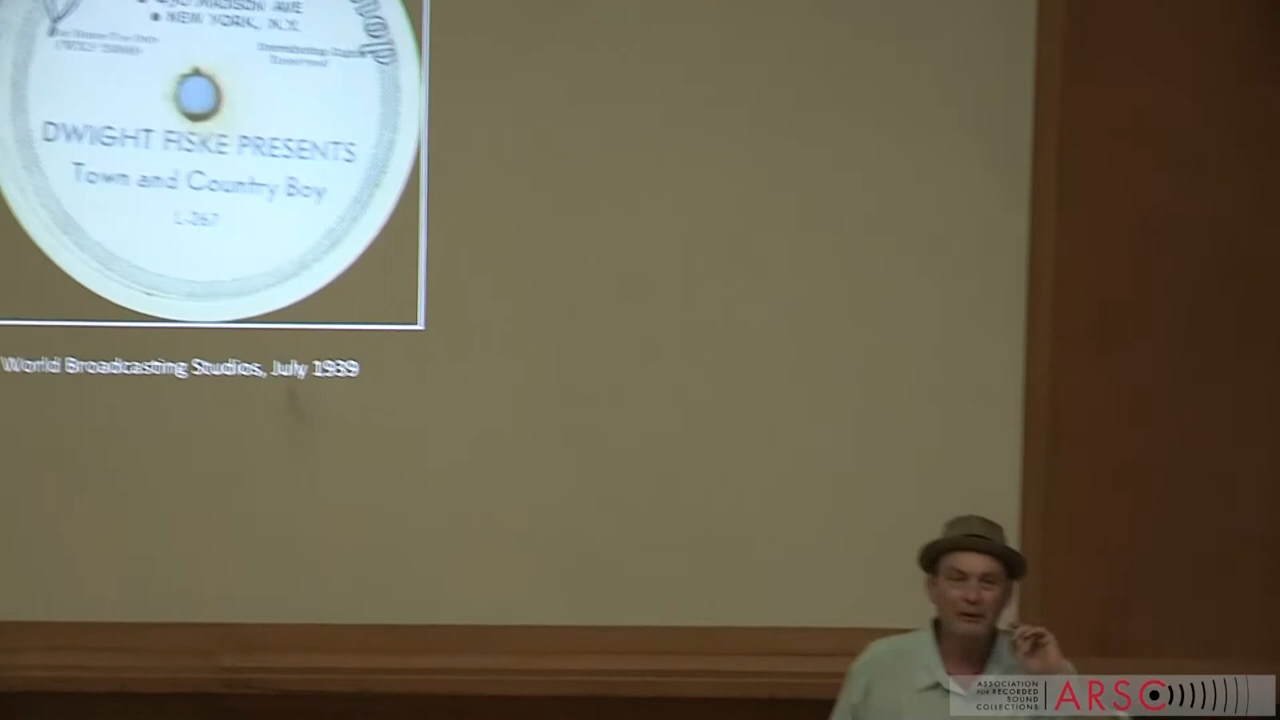 MADISON AVE
NEW YORK, N.Y.
DWIGHT FISKE PRESENTS
Town and Country Boy
L-267
World Broadcasting Studios, July 1939
ASSOCIATION
FOR RECORDED
SOUND
COLLECTIONS
ARSC